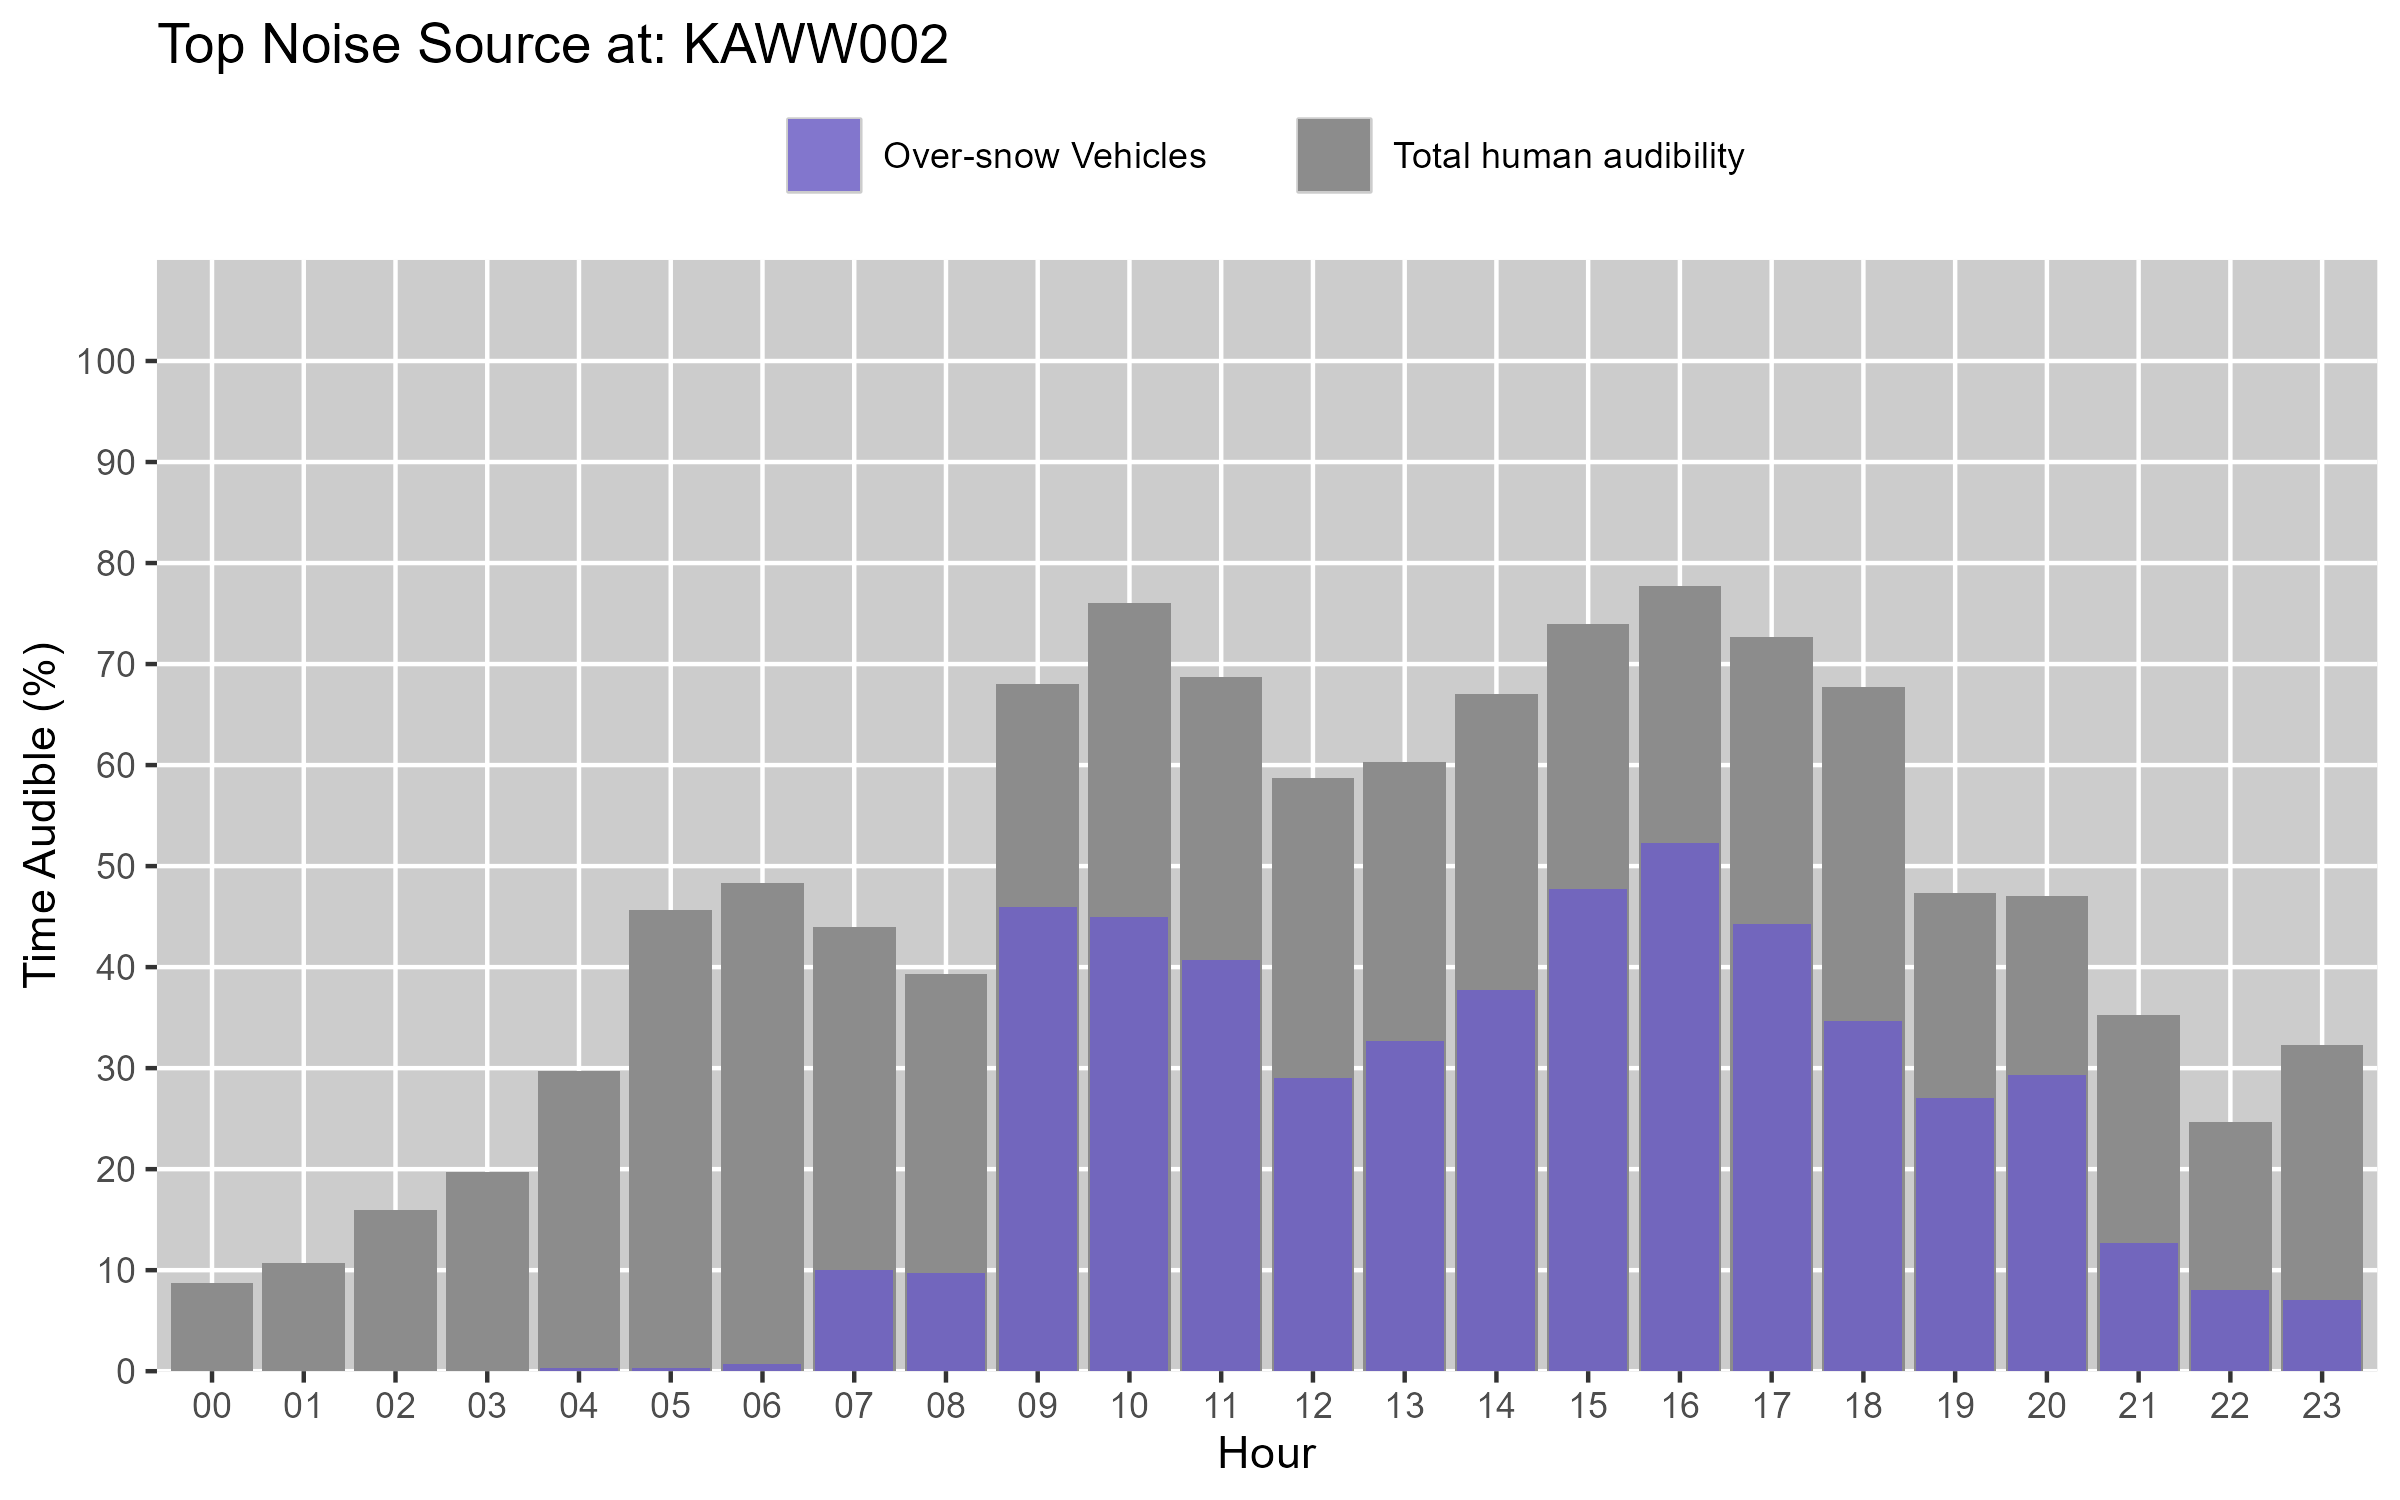 Top Noise Source at: KAWW002
Over-snow Vehicles Total human audibility
Time Audible (%)
100
90
80
70
60
50
40
30
20
10
0
00 01 02 03 04 05 06 07 08 09 10 11 12 13 14 15 16 17 18 19 20 21 22 23
Hour